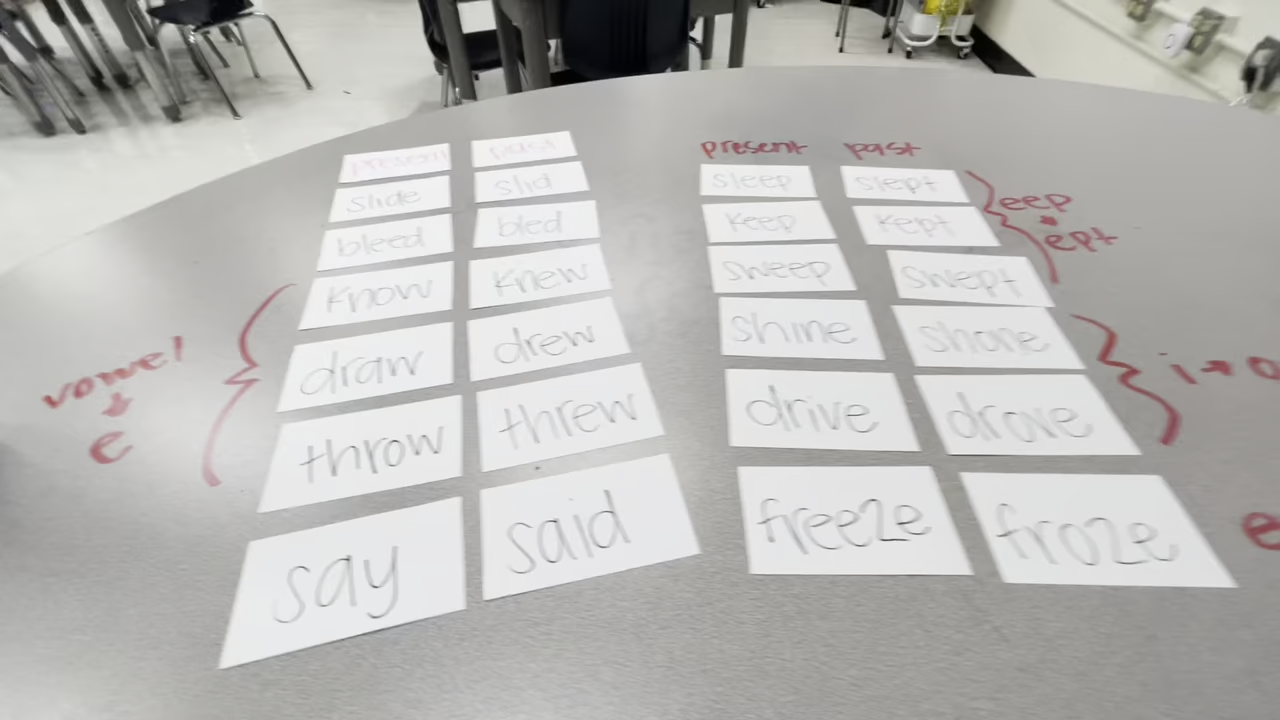 present past
slide slid
bleed bled
know knew
draw drew
throw threw
say said
vowel
e
present past
sleep slept
keep kept
sweep swept
shine shone
drive drove
freeze froze
eep
ept
i → o
e